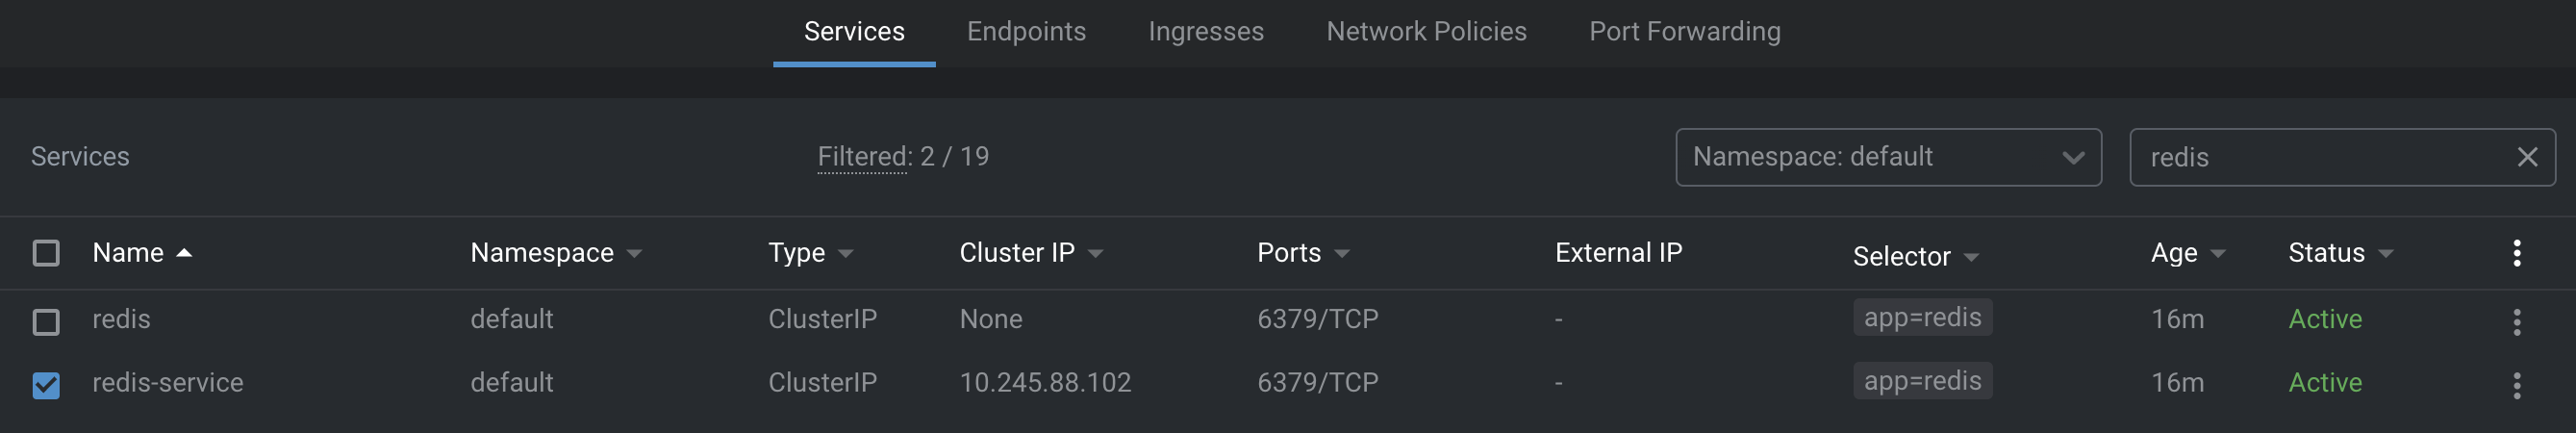 Services Endpoints Ingresses Network Policies Port Forwarding
Services Filtered: 2 / 19 Namespace: default redis
Name Namespace Type Cluster IP Ports External IP Selector Age Status
redis default ClusterIP None 6379/TCP - app=redis 16m Active
redis-service default ClusterIP 10.245.88.102 6379/TCP - app=redis 16m Active